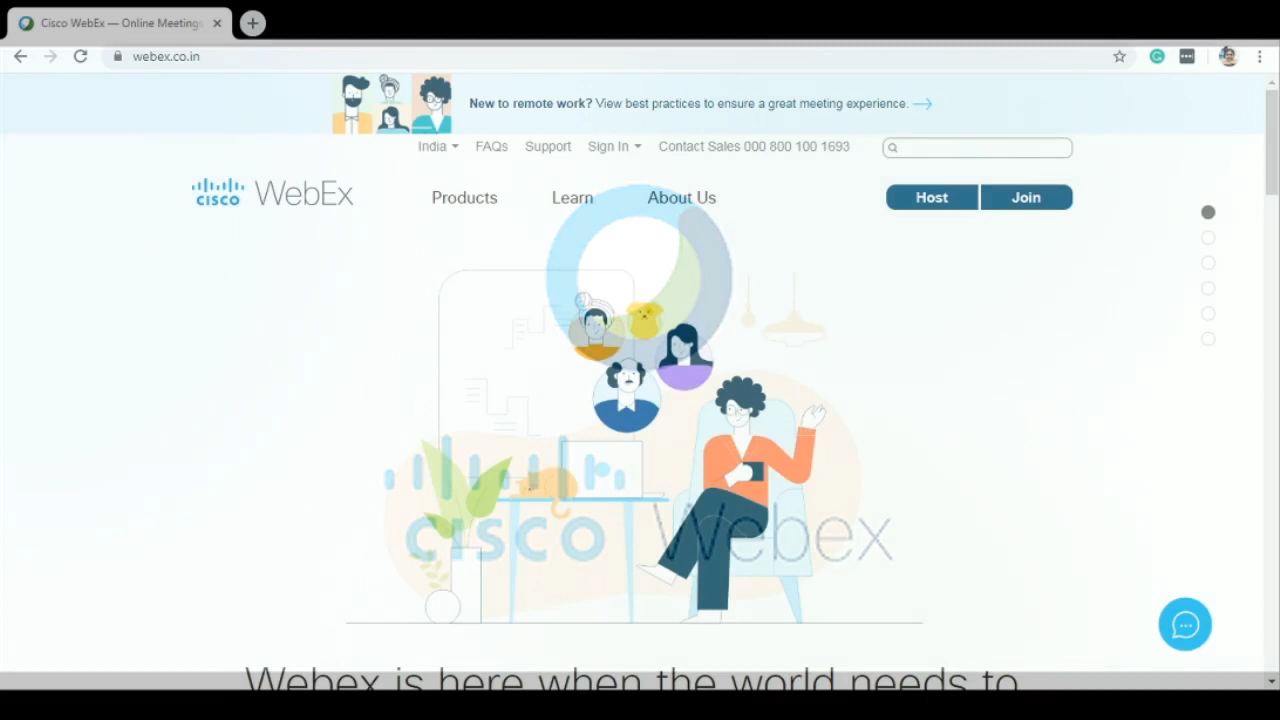 Cisco WebEx — Online Meetings
webex.co.in
New to remote work? View best practices to ensure a great meeting experience.
India FAQs Support Sign In Contact Sales 000 800 100 1693
CISCO WebEx
Products Learn About Us
Host Join
CISCO Webex
Webex is here when the world needs to